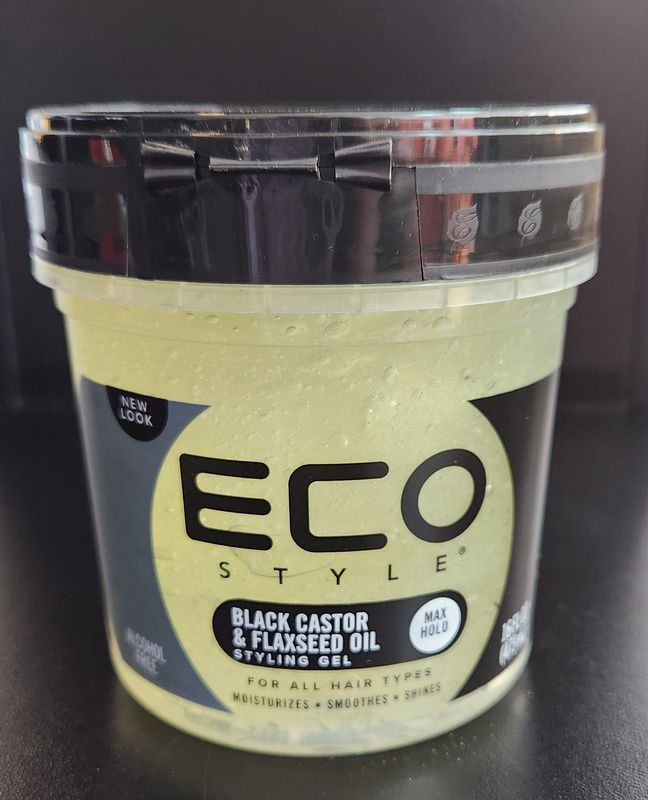 NEW
LOOK
ECO
STYLE®
BLACK CASTOR
& FLAXSEED OIL
STYLING GEL
MAX
HOLD
FOR ALL HAIR TYPES
MOISTURIZES • SMOOTHES • SHINES
ALCOHOL
FREE